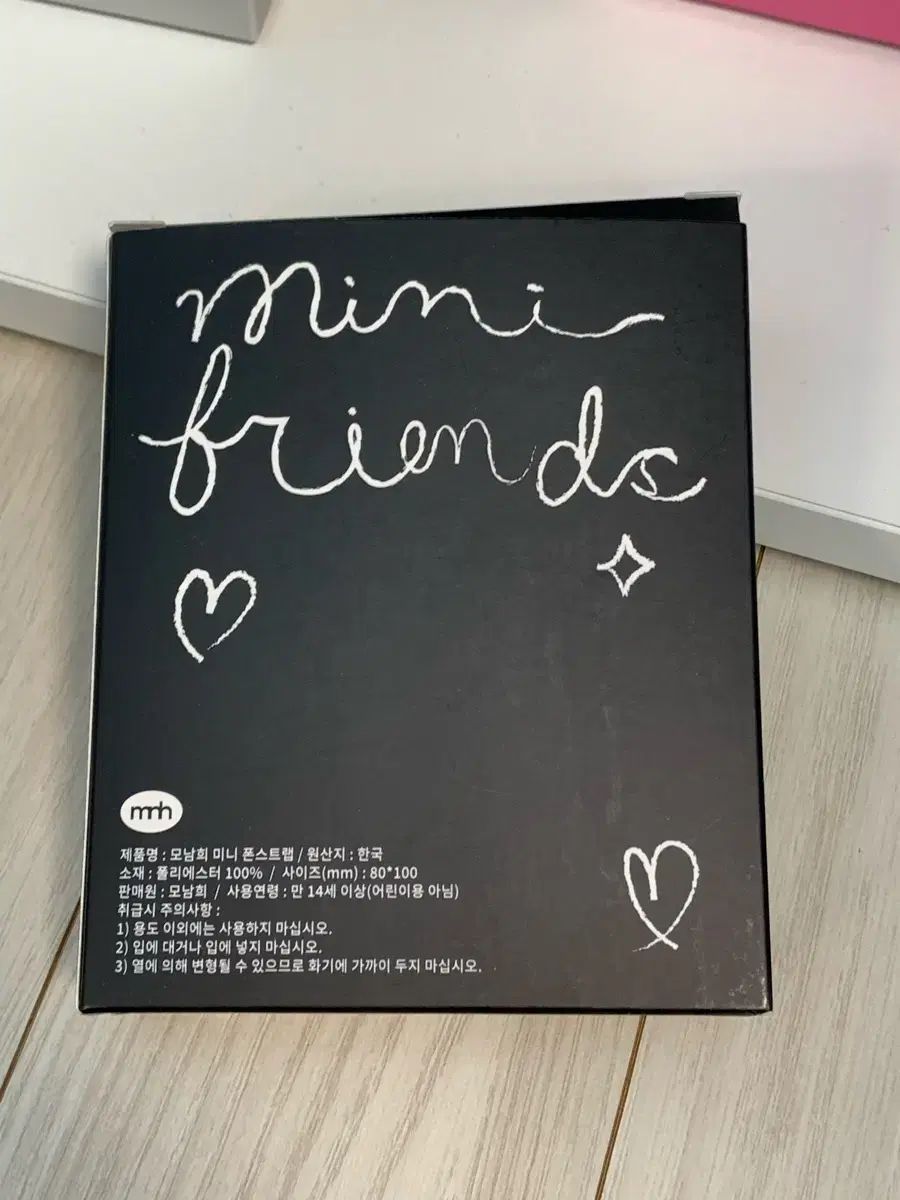 mini
friends
mnh
제품명 : 모남희 미니 폰스트랩 / 원산지 : 한국
소재 : 폴리에스터 100% / 사이즈(mm) : 80*100
판매원 : 모남희 / 사용연령 : 만 14세 이상(어린이용 아님)
취급시 주의사항 :
1) 용도 이외에는 사용하지 마십시오.
2) 입에 대거나 입에 넣지 마십시오.
3) 열에 의해 변형될 수 있으므로 화기에 가까이 두지 마십시오.